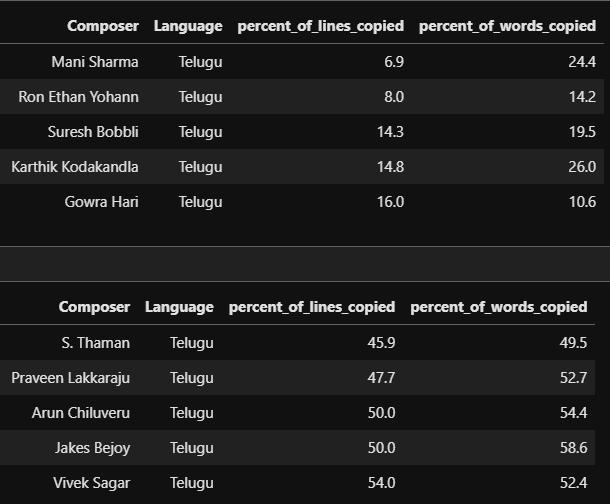 Composer Language percent_of_lines_copied percent_of_words_copied
Mani Sharma Telugu 6.9 24.4
Ron Ethan Yohann Telugu 8.0 14.2
Suresh Bobbli Telugu 14.3 19.5
Karthik Kodakandla Telugu 14.8 26.0
Gowra Hari Telugu 16.0 10.6
Composer Language percent_of_lines_copied percent_of_words_copied
S. Thaman Telugu 45.9 49.5
Praveen Lakkaraju Telugu 47.7 52.7
Arun Chiluveru Telugu 50.0 54.4
Jakes Bejoy Telugu 50.0 58.6
Vivek Sagar Telugu 54.0 52.4